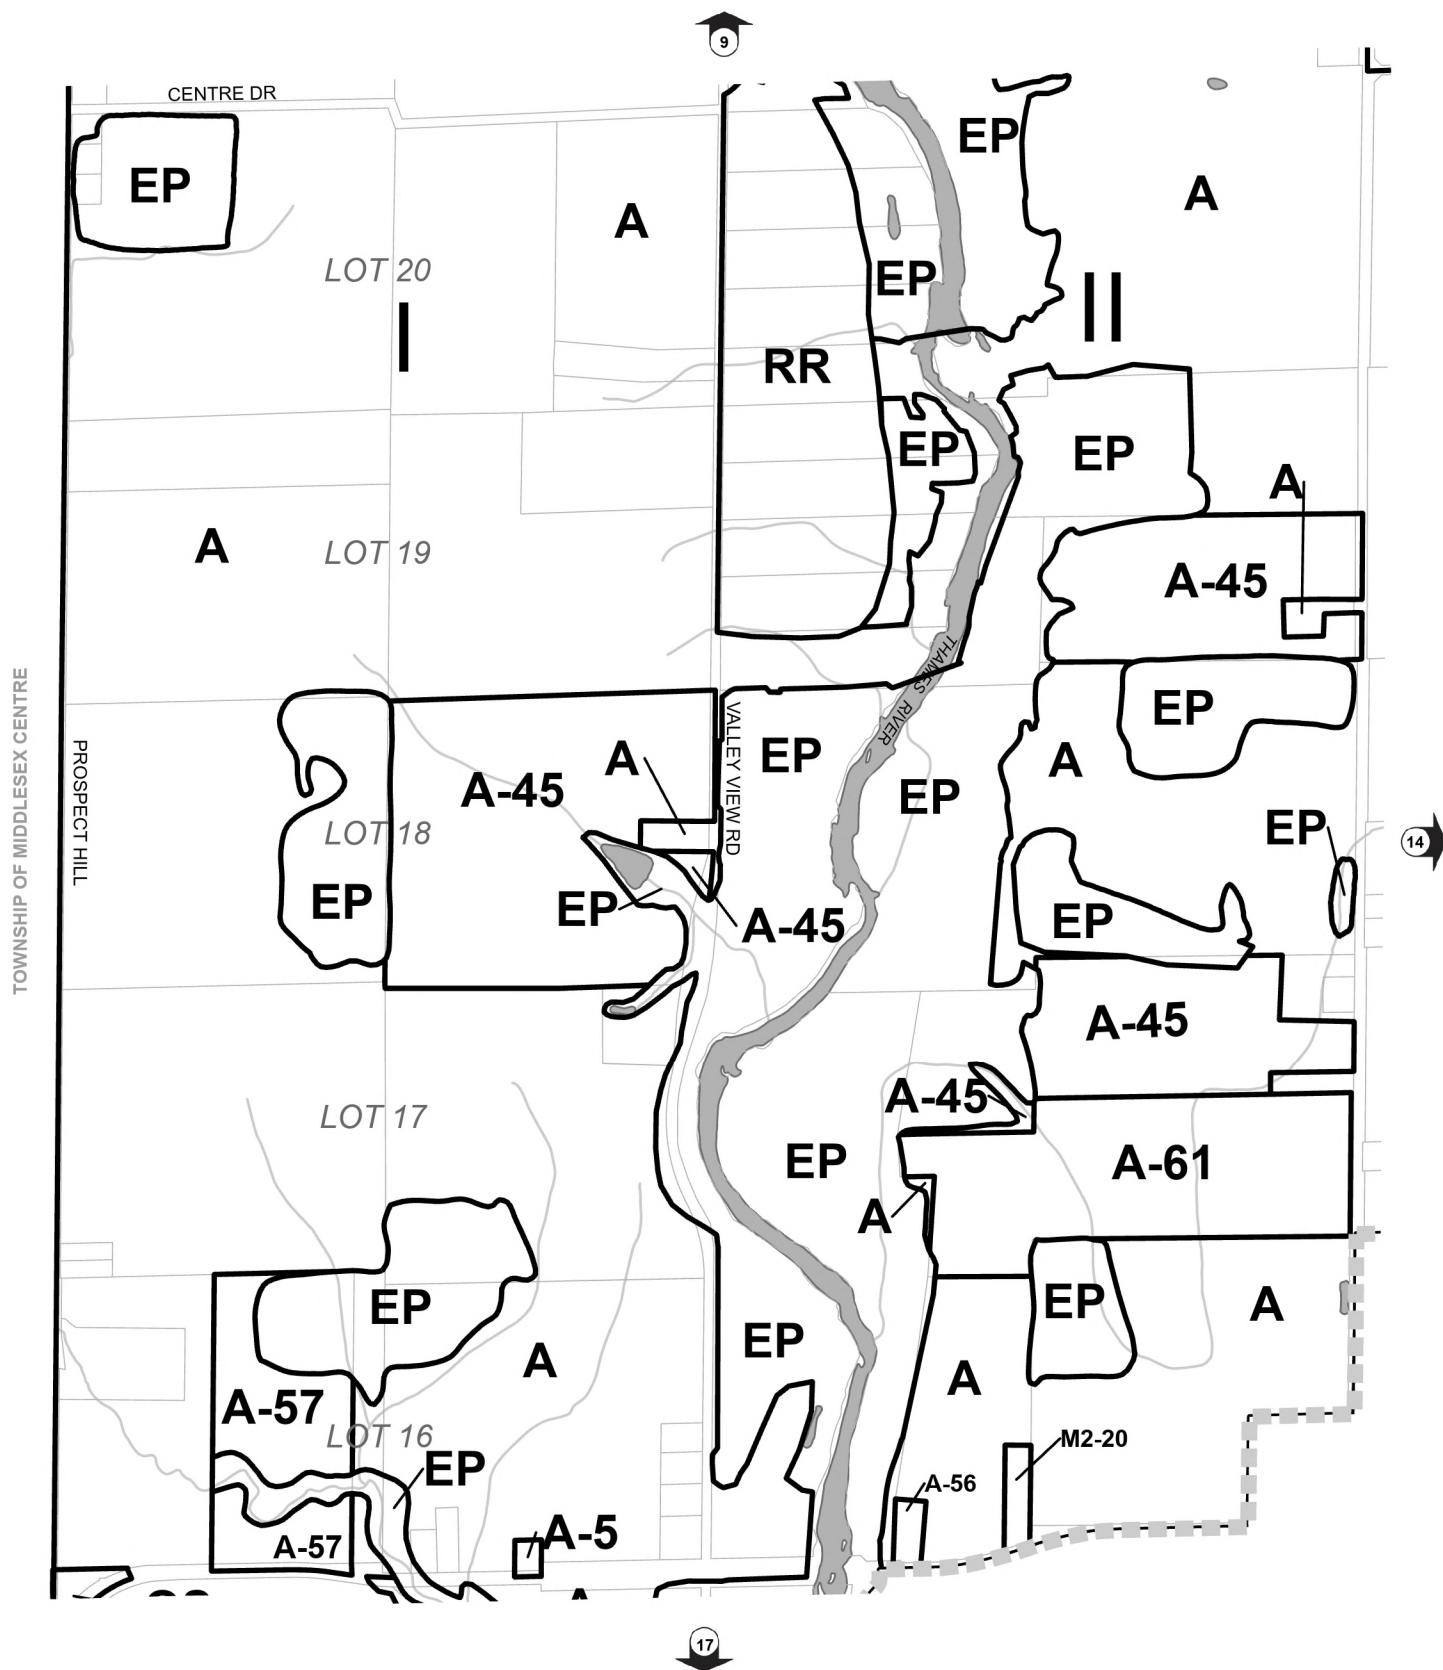 9
CENTRE DR
EP
EP
A
A
LOT 20
EP
I
II
RR
EP
EP
A
A
LOT 19
A-45
THAMES RIVER
TOWNSHIP OF MIDDLESEX CENTRE
PROSPECT HILL
VALLEY VIEW RD
EP
A
EP
A
A-45
EP
LOT 18
EP
14
EP
EP
A-45
EP
A-45
A-45
LOT 17
EP
A-61
A
EP
EP
A
EP
A
A
A-57
LOT 16
EP
M2-20
A-56
A-5
A-57
17